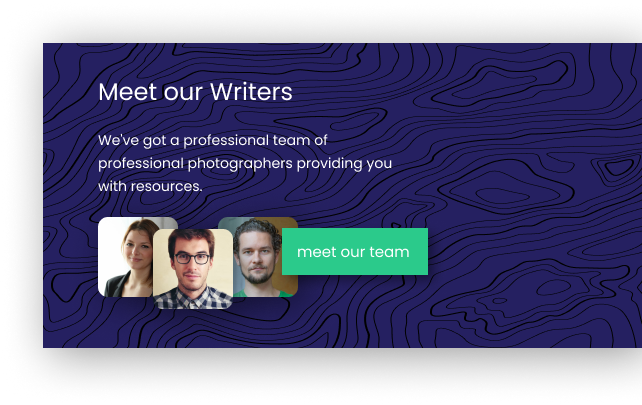 Meet our Writers
We've got a professional team of
professional photographers providing you
with resources.
meet our team